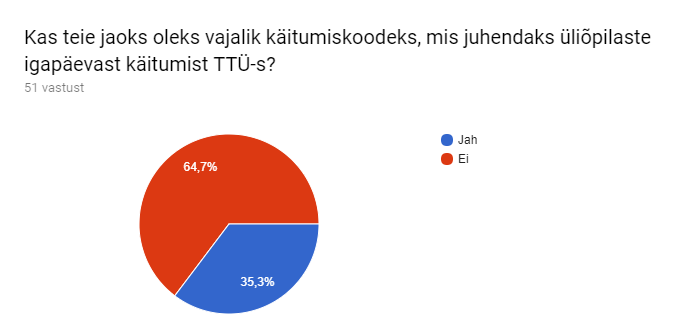 Kas teie jaoks oleks vajalik käitumiskoodeks, mis juhendaks üliõpilaste
igapäevast käitumist TTÜ-s?
51 vastust
Jah
Ei
64,7%
35,3%